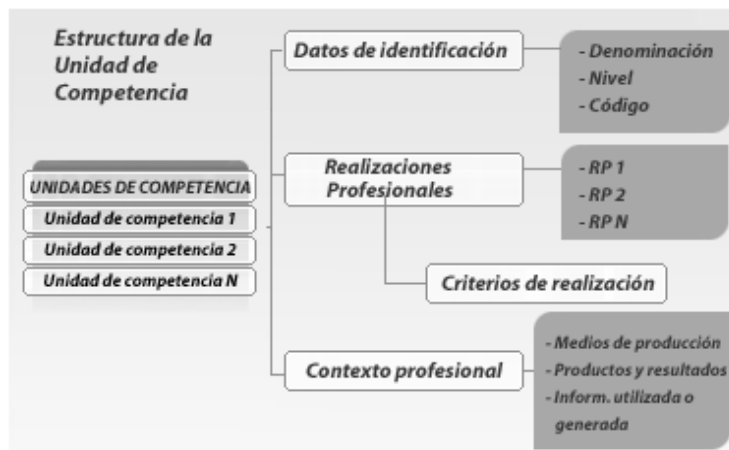 Estructura de la
Unidad de
Competencia
UNIDADES DE COMPETENCIA
Unidad de competencia 1
Unidad de competencia 2
Unidad de competencia N
Datos de identificación
- Denominación
- Nivel
- Código
Realizaciones
Profesionales
- RP 1
- RP 2
- RP N
Criterios de realización
Contexto profesional
- Medios de producción
- Productos y resultados
- Inform. utilizada o
generada